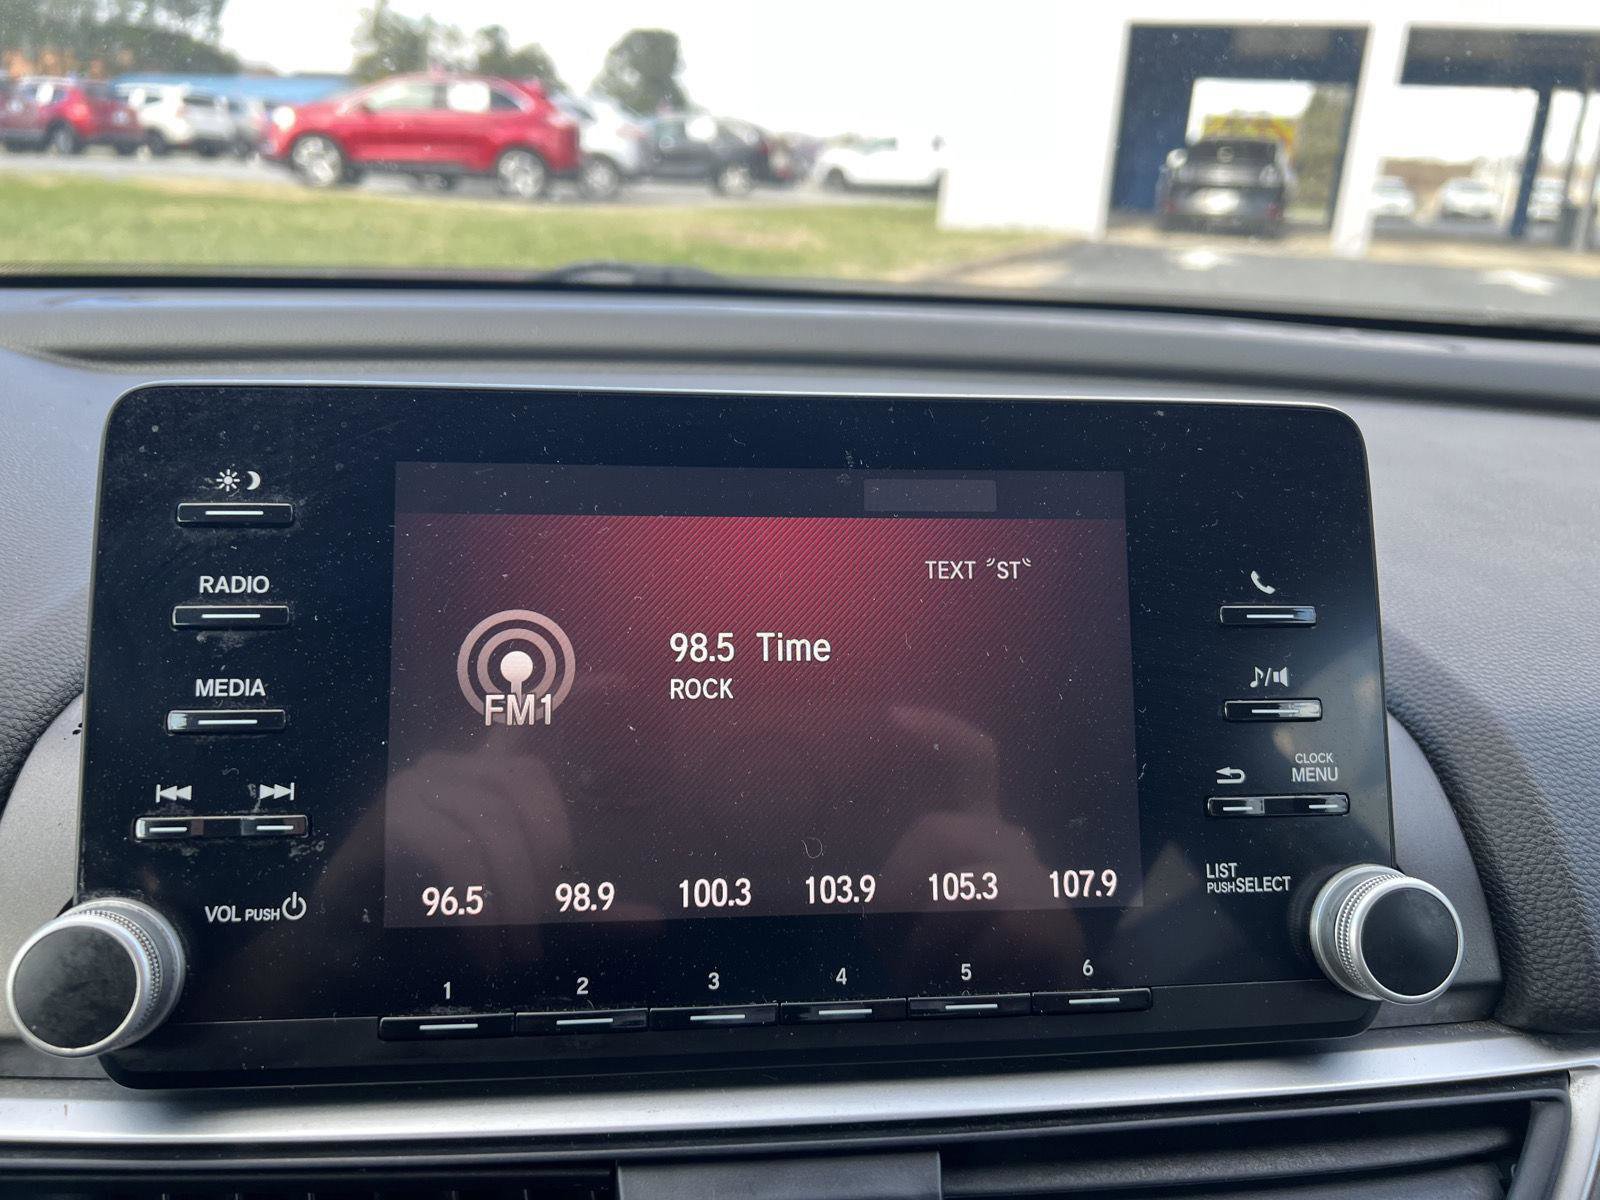 RADIO
MEDIA
VOL PUSH
TEXT "ST"
98.5 Time
ROCK
FM1
96.5 98.9 100.3 103.9 105.3 107.9
1 2 3 4 5 6
CLOCK
MENU
LIST
PUSH SELECT